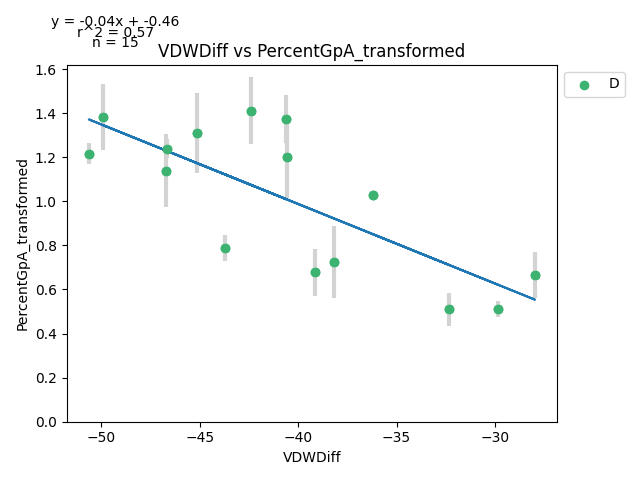 y = -0.04x + -0.46
r^2 = 0.57
n = 15
VDWDiff vs PercentGpA_transformed
D
PercentGpA_transformed
1.6
1.4
1.2
1.0
0.8
0.6
0.4
0.2
0.0
−50
−45
−40
−35
−30
VDWDiff